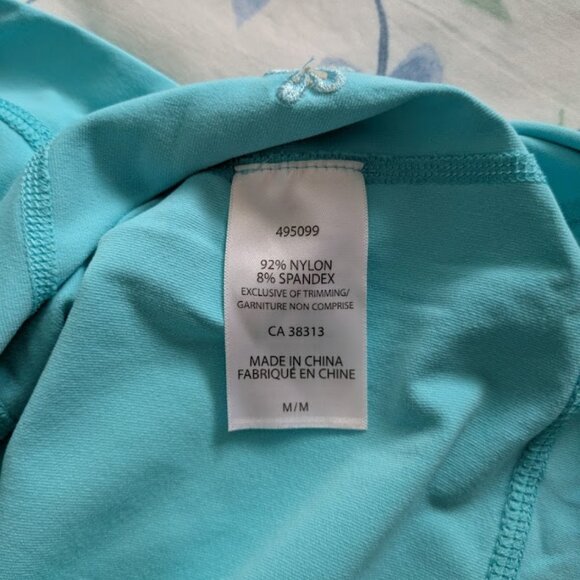 495099
92% NYLON
8% SPANDEX
EXCLUSIVE OF TRIMMING/
GARNITURE NON COMPRISE
CA 38313
MADE IN CHINA
FABRIQUÉ EN CHINE
M/M